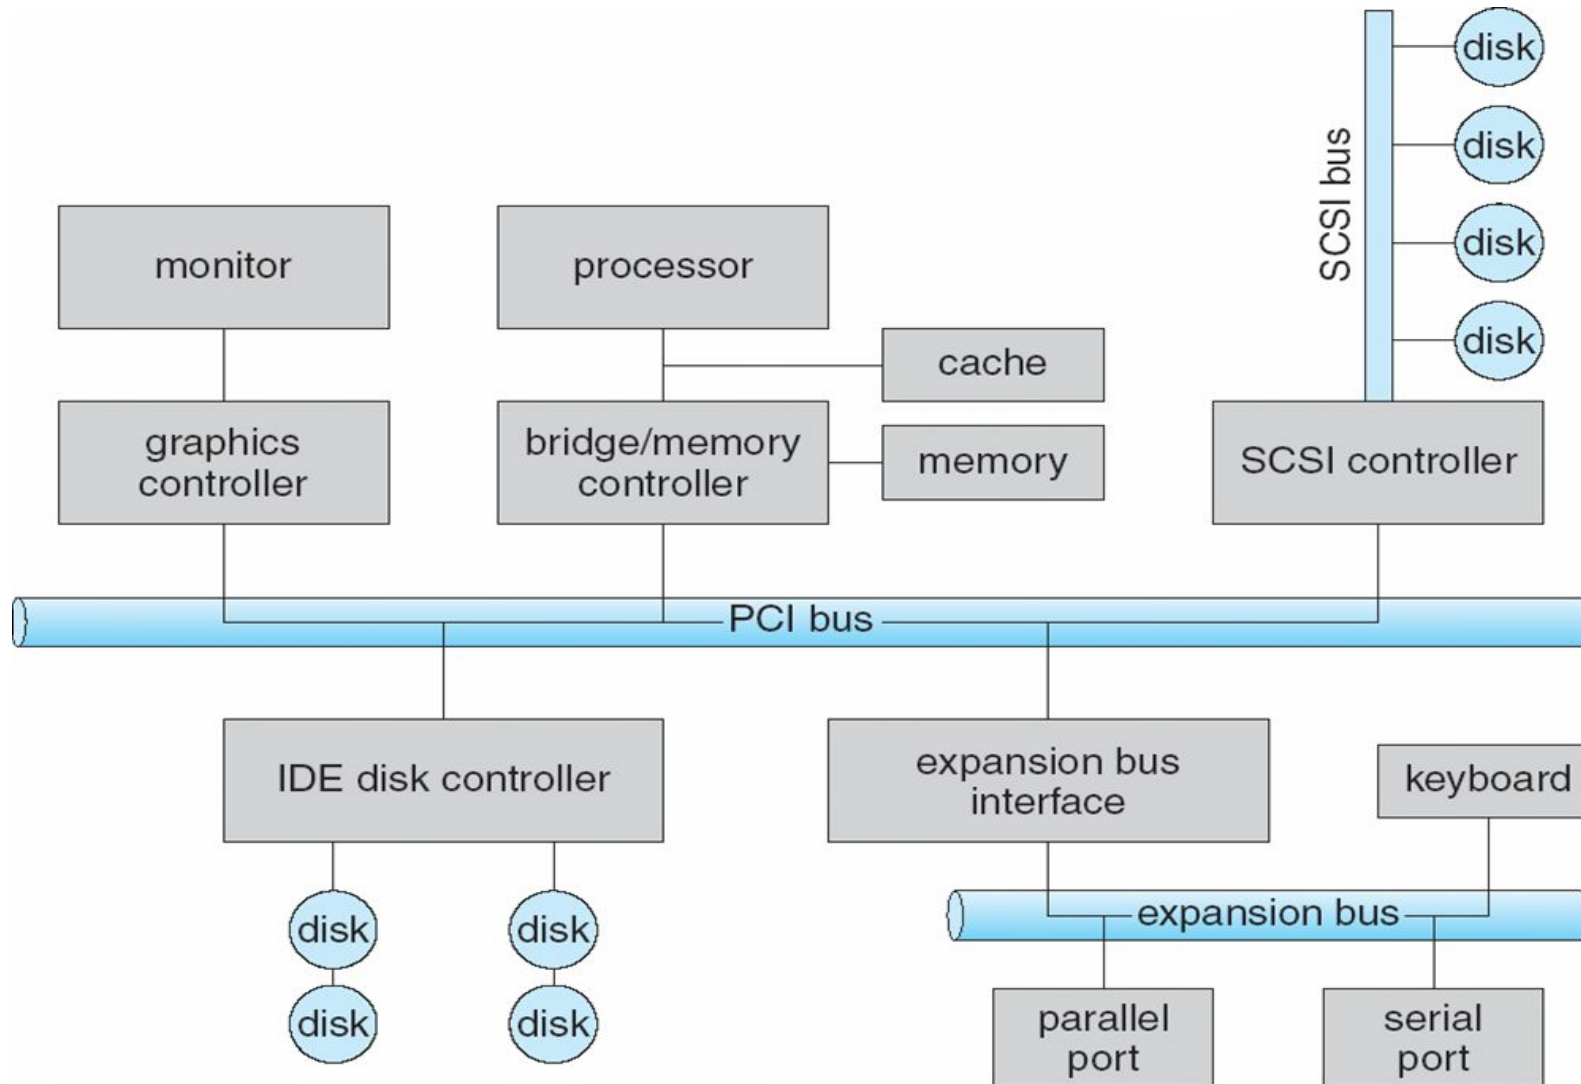 disk
disk
SCSI bus
disk
disk
monitor
processor
cache
graphics
controller
bridge/memory
controller
memory
SCSI controller
PCI bus
IDE disk controller
expansion bus
interface
keyboard
disk
disk
expansion bus
disk
disk
parallel
port
serial
port